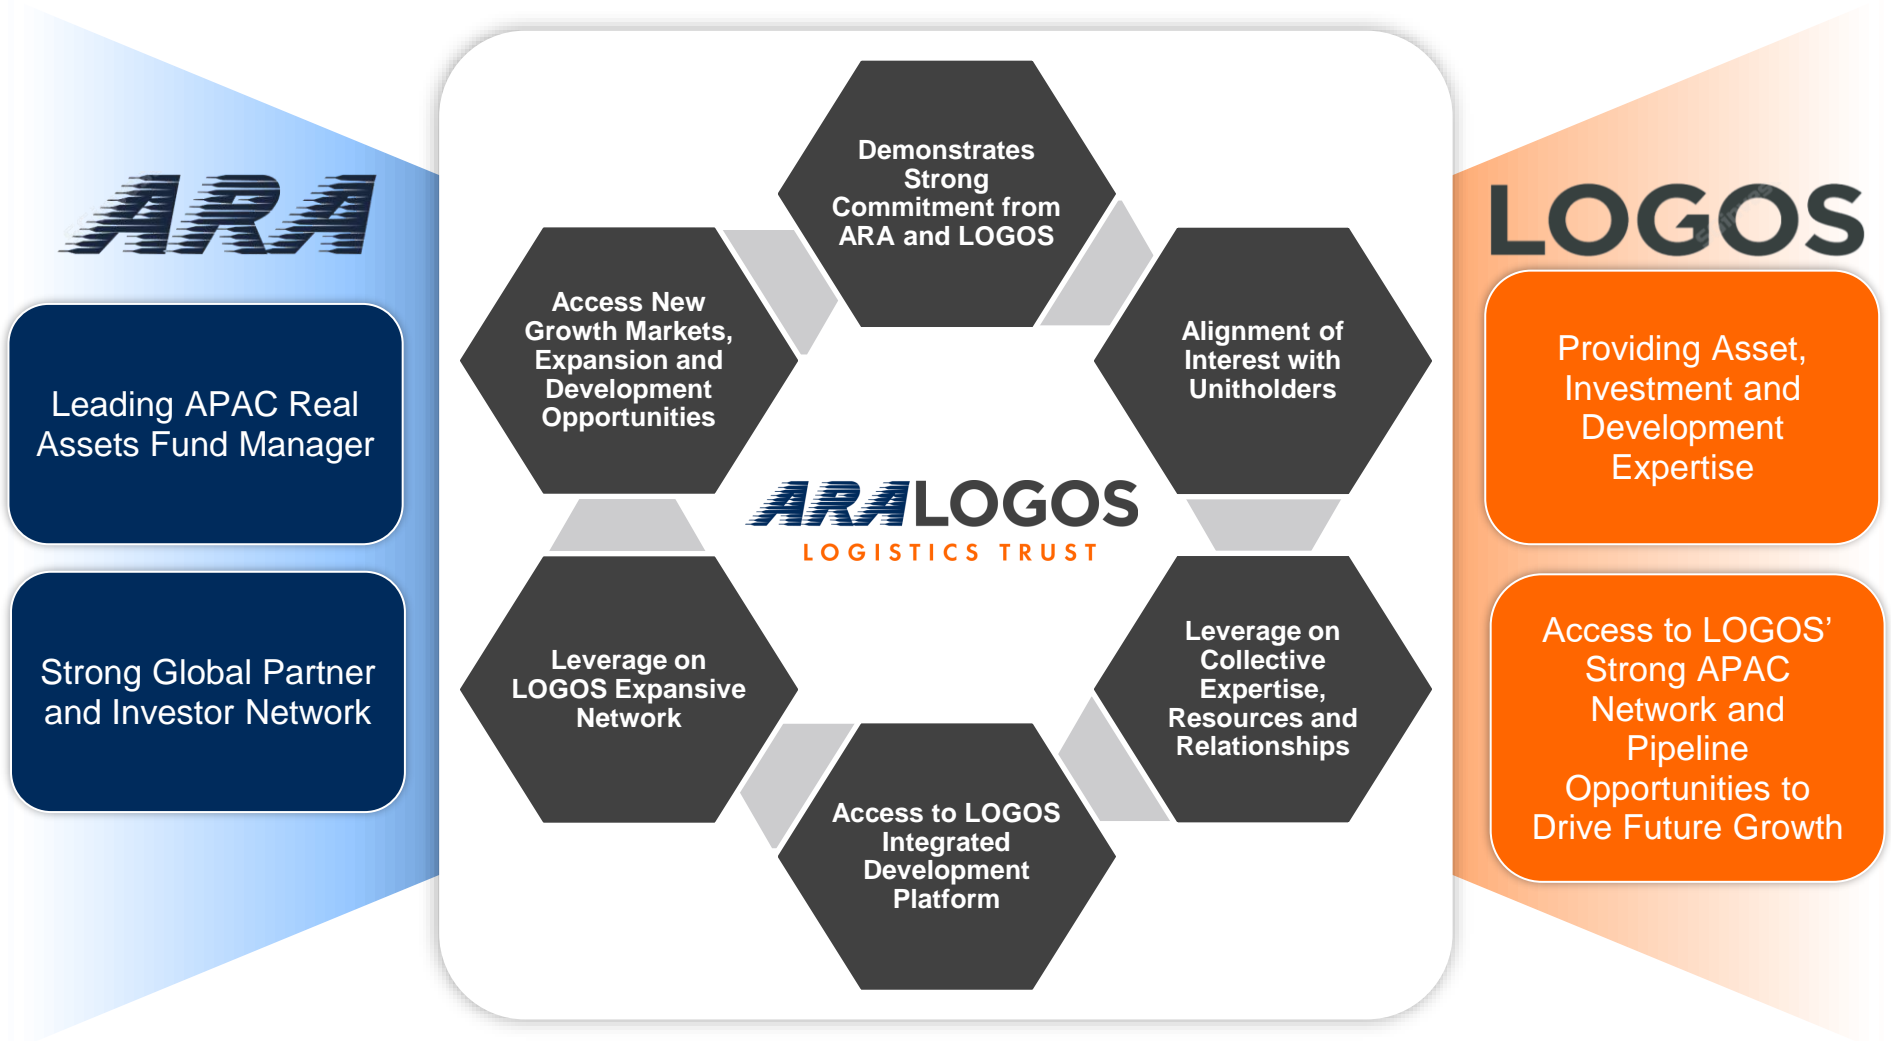 ARA
Leading APAC Real
Assets Fund Manager
Strong Global Partner
and Investor Network
Demonstrates
Strong
Commitment from
ARA and LOGOS
Alignment of
Interest with
Unitholders
Leverage on
Collective
Expertise,
Resources and
Relationships
Access to LOGOS
Integrated
Development
Platform
Leverage on
LOGOS Expansive
Network
Access New
Growth Markets,
Expansion and
Development
Opportunities
ARALOGOS
LOGISTICS TRUST
LOGOS
Providing Asset,
Investment and
Development
Expertise
Access to LOGOS’
Strong APAC
Network and
Pipeline
Opportunities to
Drive Future Growth